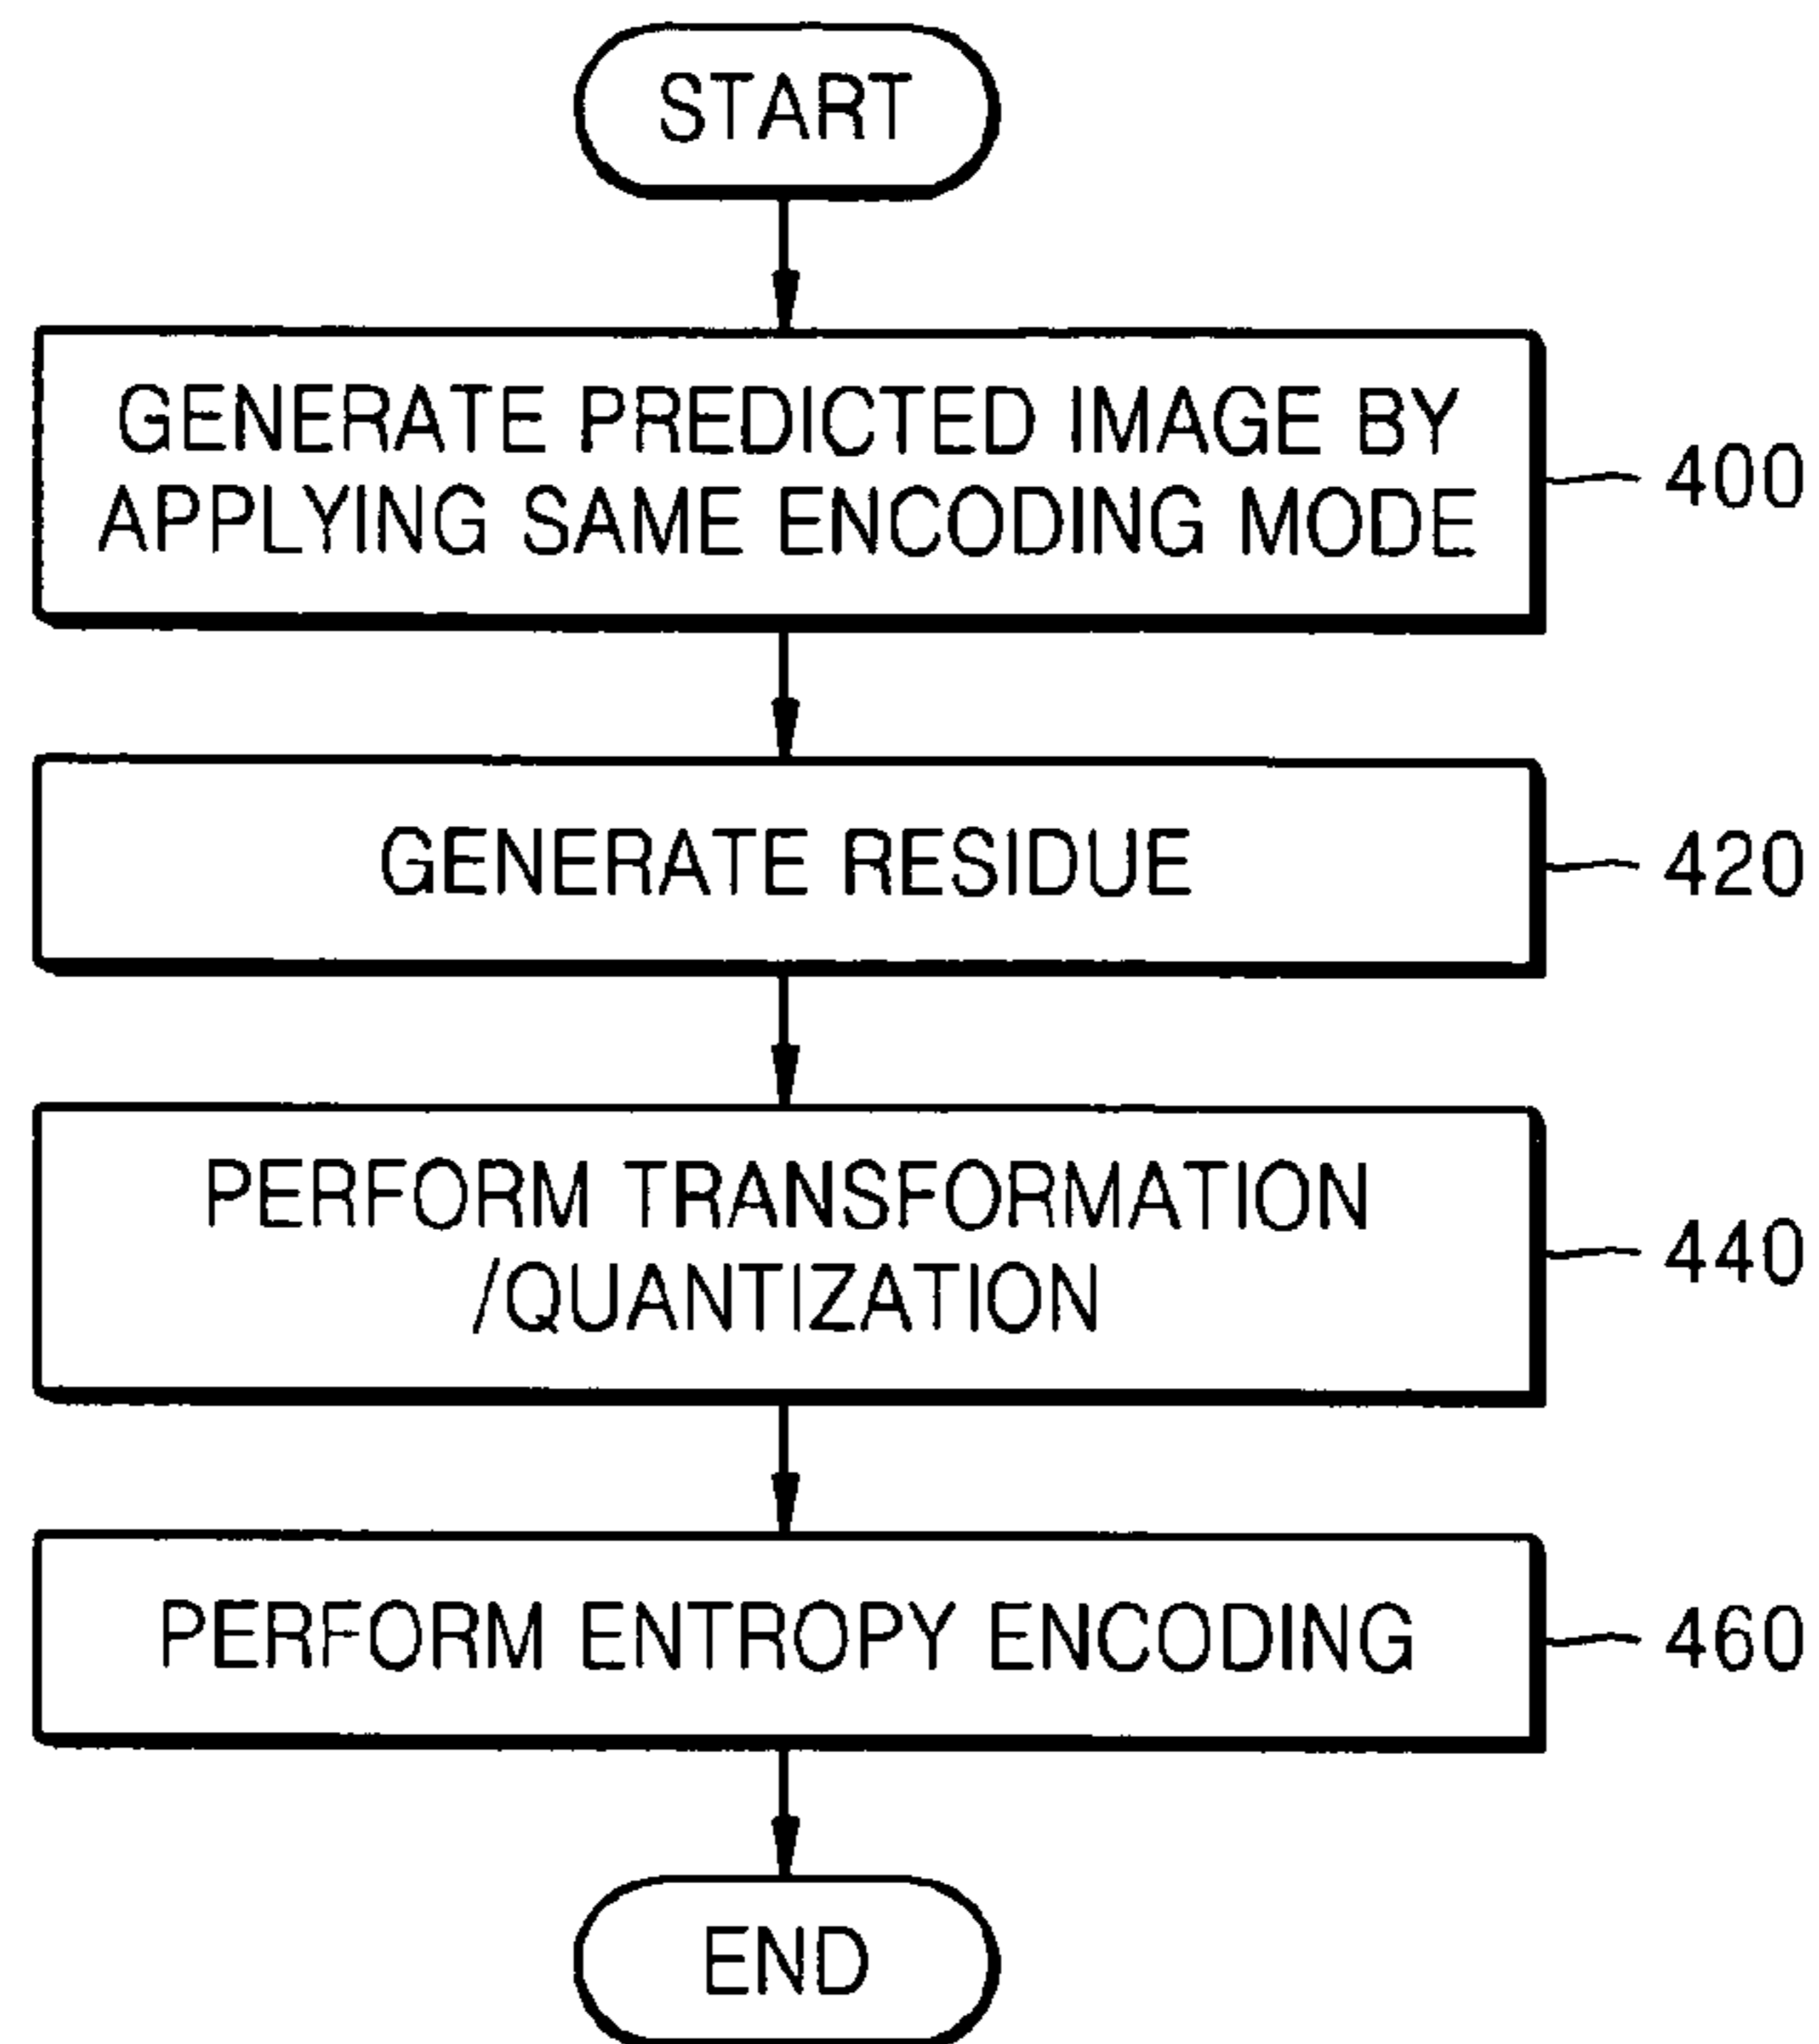 START
GENERATE PREDICTED IMAGE BY
APPLYING SAME ENCODING MODE
400
GENERATE RESIDUE
420
PERFORM TRANSFORMATION
/QUANTIZATION
440
PERFORM ENTROPY ENCODING
460
END